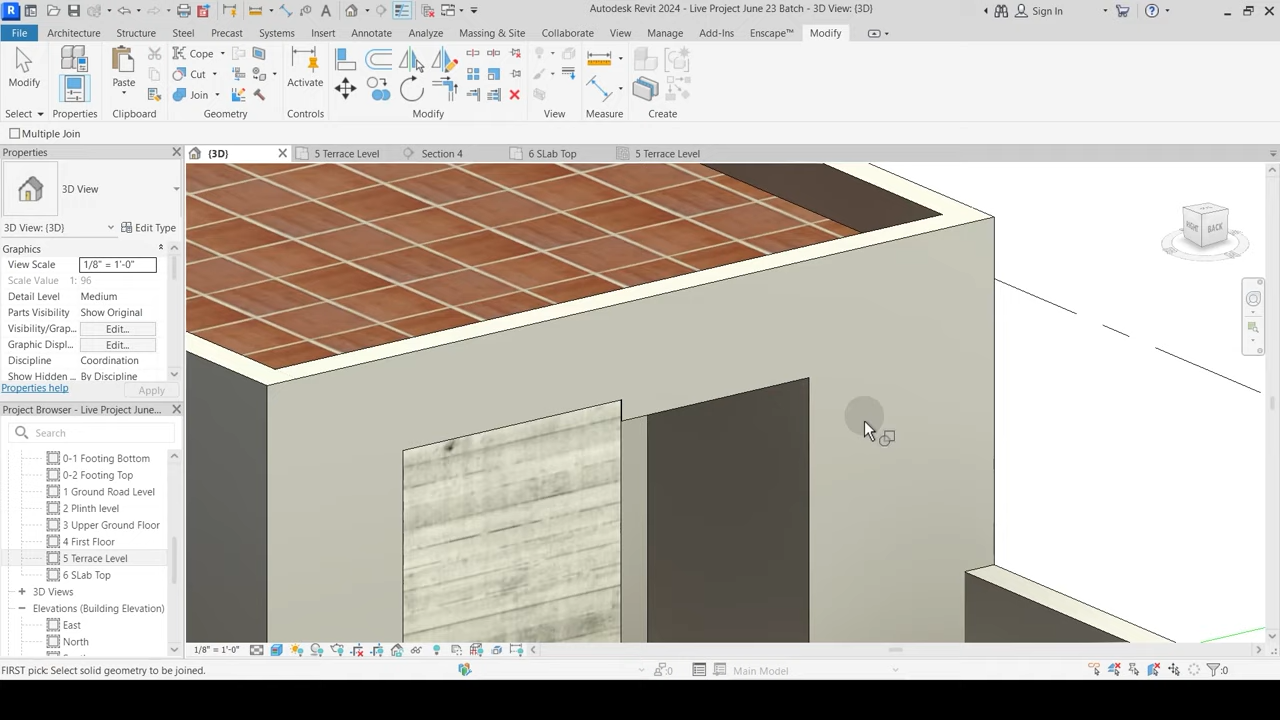 Autodesk Revit 2024 - Live Project June 23 Batch - 3D View: {3D}
Sign In
File
Architecture
Structure
Steel
Precast
Systems
Insert
Annotate
Analyze
Massing & Site
Collaborate
View
Manage
Add-Ins
Enscape™
Modify
Modify
Paste
Cope
Cut
Join
Activate
Select
Properties
Clipboard
Geometry
Controls
Modify
View
Measure
Create
Multiple Join
Properties
{3D}
5 Terrace Level
Section 4
6 SLab Top
5 Terrace Level
3D View
3D View: {3D}
Edit Type
Graphics
View Scale
1/8" = 1'-0"
Scale Value 1:
96
Detail Level
Medium
Parts Visibility
Show Original
Visibility/Grap...
Edit...
Graphic Displ...
Edit...
Discipline
Coordination
Show Hidden ...
By Discipline
Properties help
Apply
Project Browser - Live Project June...
Search
0-1 Footing Bottom
0-2 Footing Top
1 Ground Road Level
2 Plinth level
3 Upper Ground Floor
4 First Floor
5 Terrace Level
6 SLab Top
3D Views
Elevations (Building Elevation)
East
North
RIGHT
BACK
1/8" = 1'-0"
FIRST pick: Select solid geometry to be joined.
:0
Main Model
:0